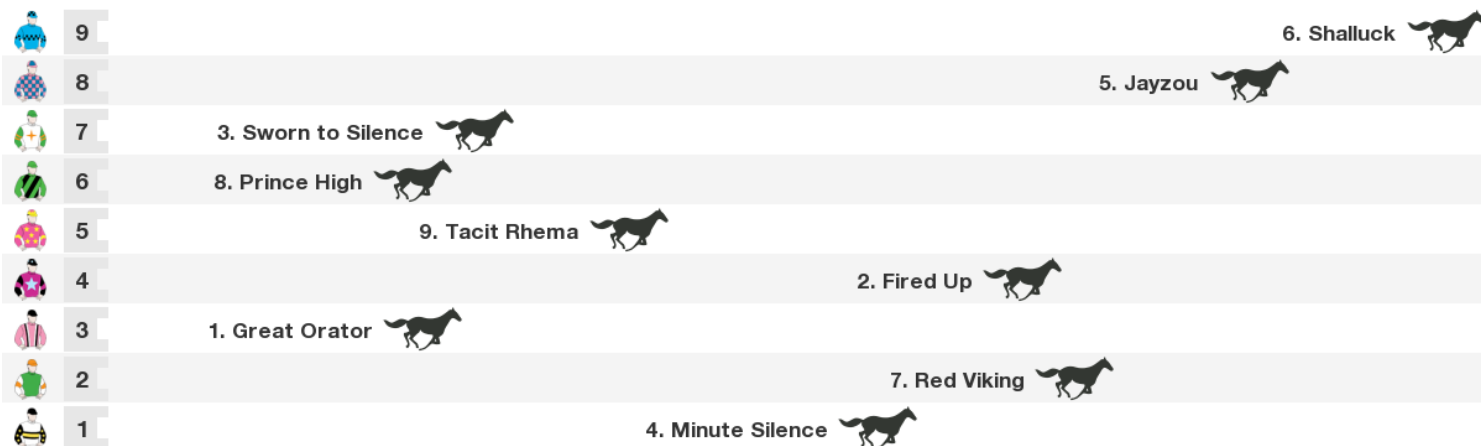 9 6. Shalluck
8 5. Jayzou
7 3. Sworn to Silence
6 8. Prince High
5 9. Tacit Rhema
4 2. Fired Up
3 1. Great Orator
2 7. Red Viking
1 4. Minute Silence